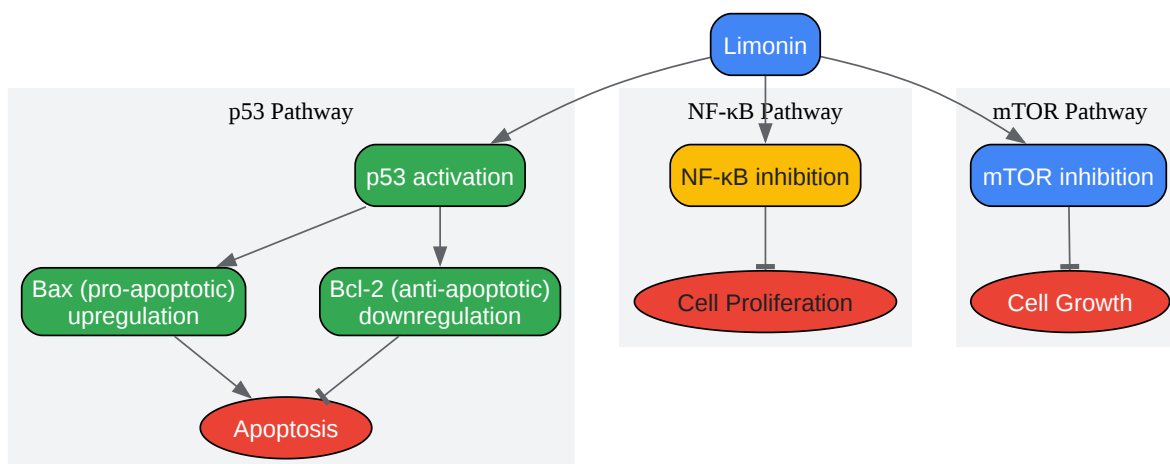 Limonin
p53 Pathway
NF-κB Pathway
mTOR Pathway
p53 activation
NF-κB inhibition
mTOR inhibition
Bax (pro-apoptotic)
upregulation
Bcl-2 (anti-apoptotic)
downregulation
Cell Proliferation
Cell Growth
Apoptosis